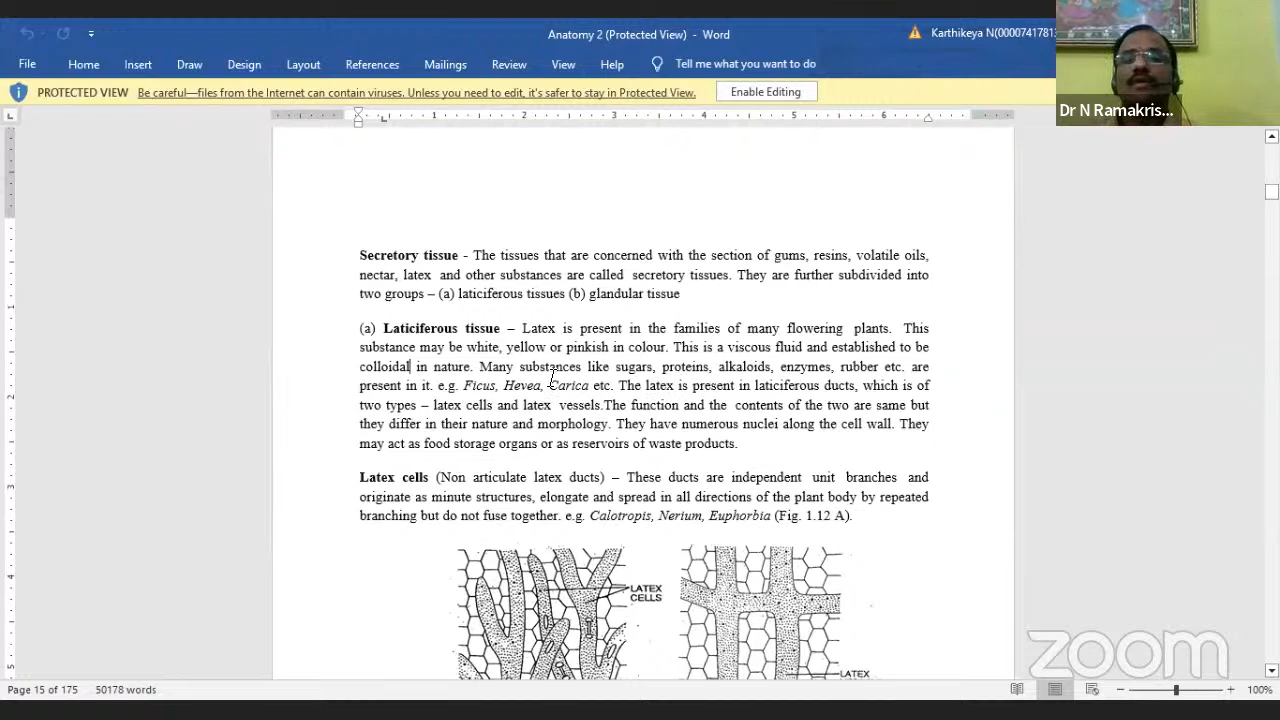 Anatomy 2 (Protected View) - Word
Karthikeya N(0000741781
File Home Insert Draw Design Layout References Mailings Review View Help Tell me what you want to do
PROTECTED VIEW Be careful—files from the Internet can contain viruses. Unless you need to edit, it's safer to stay in Protected View. Enable Editing
Dr N Ramakris...
1 2 3 4 5 6
Secretory tissue - The tissues that are concerned with the section of gums, resins, volatile oils,
nectar, latex and other substances are called secretory tissues. They are further subdivided into
two groups – (a) laticiferous tissues (b) glandular tissue
(a) Laticiferous tissue – Latex is present in the families of many flowering plants. This
substance may be white, yellow or pinkish in colour. This is a viscous fluid and established to be
colloidal in nature. Many substances like sugars, proteins, alkaloids, enzymes, rubber etc. are
present in it. e.g. Ficus, Hevea, Carica etc. The latex is present in laticiferous ducts, which is of
two types – latex cells and latex vessels.The function and the contents of the two are same but
they differ in their nature and morphology. They have numerous nuclei along the cell wall. They
may act as food storage organs or as reservoirs of waste products.
Latex cells (Non articulate latex ducts) – These ducts are independent unit branches and
originate as minute structures, elongate and spread in all directions of the plant body by repeated
branching but do not fuse together. e.g. Calotropis, Nerium, Euphorbia (Fig. 1.12 A).
LATEX
CELLS
LATEX
1
2
3
4
5
zoom
Page 15 of 175 50178 words
100%